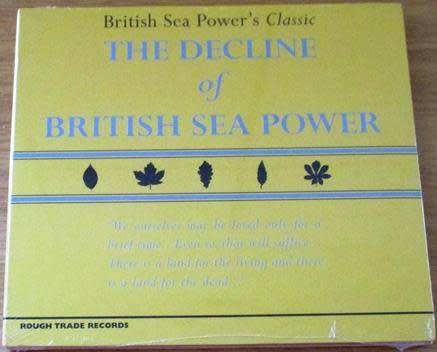 British Sea Power's Classic
THE DECLINE
of
BRITISH SEA POWER
"We ourselves may be loved only for a
brief time. Even so, that will suffice.
There is a land for the living and there
is a land for the dead..."
ROUGH TRADE RECORDS